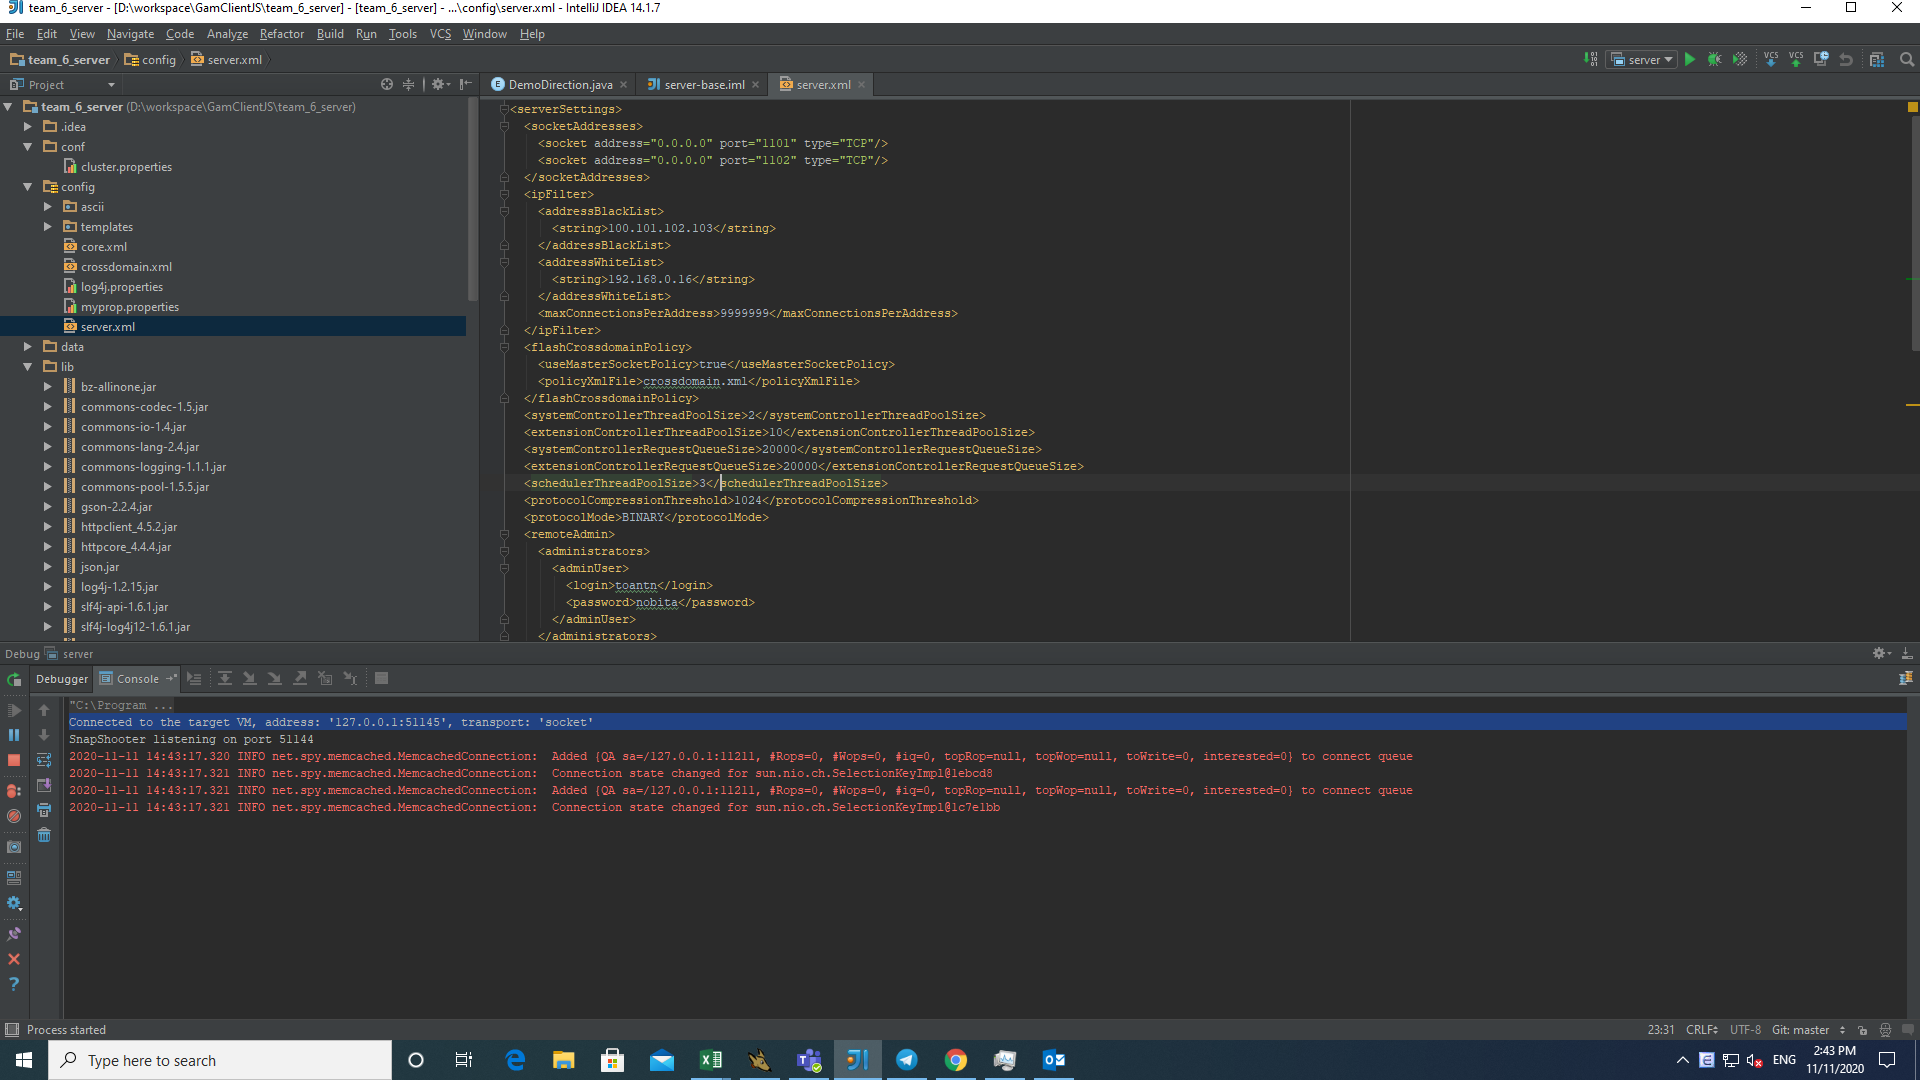 team_6_server - [D:\workspace\GamClientJS\team_6_server] - [team_6_server] - ...\config\server.xml - IntelliJ IDEA 14.1.7
File Edit View Navigate Code Analyze Refactor Build Run Tools VCS Window Help
team_6_server config server.xml server VCS VCS
Project
DemoDirection.java server-base.iml server.xml
team_6_server (D:\workspace\GamClientJS\team_6_server)
.idea
conf
cluster.properties
config
ascii
templates
core.xml
crossdomain.xml
log4j.properties
myprop.properties
server.xml
data
lib
bz-allinone.jar
commons-codec-1.5.jar
commons-io-1.4.jar
commons-lang-2.4.jar
commons-logging-1.1.1.jar
commons-pool-1.5.5.jar
gson-2.2.4.jar
httpclient_4.5.2.jar
httpcore_4.4.4.jar
json.jar
log4j-1.2.15.jar
slf4j-api-1.6.1.jar
slf4j-log4j12-1.6.1.jar
<serverSettings>
<socketAddresses>
<socket address="0.0.0.0" port="1101" type="TCP"/>
<socket address="0.0.0.0" port="1102" type="TCP"/>
</socketAddresses>
<ipFilter>
<addressBlackList>
<string>100.101.102.103</string>
</addressBlackList>
<addressWhiteList>
<string>192.168.0.16</string>
</addressWhiteList>
<maxConnectionsPerAddress>9999999</maxConnectionsPerAddress>
</ipFilter>
<flashCrossdomainPolicy>
<useMasterSocketPolicy>true</useMasterSocketPolicy>
<policyXmlFile>crossdomain.xml</policyXmlFile>
</flashCrossdomainPolicy>
<systemControllerThreadPoolSize>2</systemControllerThreadPoolSize>
<extensionControllerThreadPoolSize>10</extensionControllerThreadPoolSize>
<systemControllerRequestQueueSize>20000</systemControllerRequestQueueSize>
<extensionControllerRequestQueueSize>20000</extensionControllerRequestQueueSize>
<schedulerThreadPoolSize>3</schedulerThreadPoolSize>
<protocolCompressionThreshold>1024</protocolCompressionThreshold>
<protocolMode>BINARY</protocolMode>
<remoteAdmin>
<administrators>
<adminUser>
<login>toantn</login>
<password>nobita</password>
</adminUser>
</administrators>
Debug server
Debugger Console
"C:\Program ...
Connected to the target VM, address: '127.0.0.1:51145', transport: 'socket'
SnapShooter listening on port 51144
2020-11-11 14:43:17.320 INFO net.spy.memcached.MemcachedConnection:  Added {QA sa=/127.0.0.1:11211, #Rops=0, #Wops=0, #iq=0, topRop=null, topWop=null, toWrite=0, interested=0} to connect queue
2020-11-11 14:43:17.321 INFO net.spy.memcached.MemcachedConnection:  Connection state changed for sun.nio.ch.SelectionKeyImpl@1ebcd8
2020-11-11 14:43:17.321 INFO net.spy.memcached.MemcachedConnection:  Added {QA sa=/127.0.0.1:11211, #Rops=0, #Wops=0, #iq=0, topRop=null, topWop=null, toWrite=0, interested=0} to connect queue
2020-11-11 14:43:17.321 INFO net.spy.memcached.MemcachedConnection:  Connection state changed for sun.nio.ch.SelectionKeyImpl@1c7e1bb
Process started 23:31 CRLF UTF-8 Git: master
Type here to search ENG 2:43 PM
11/11/2020